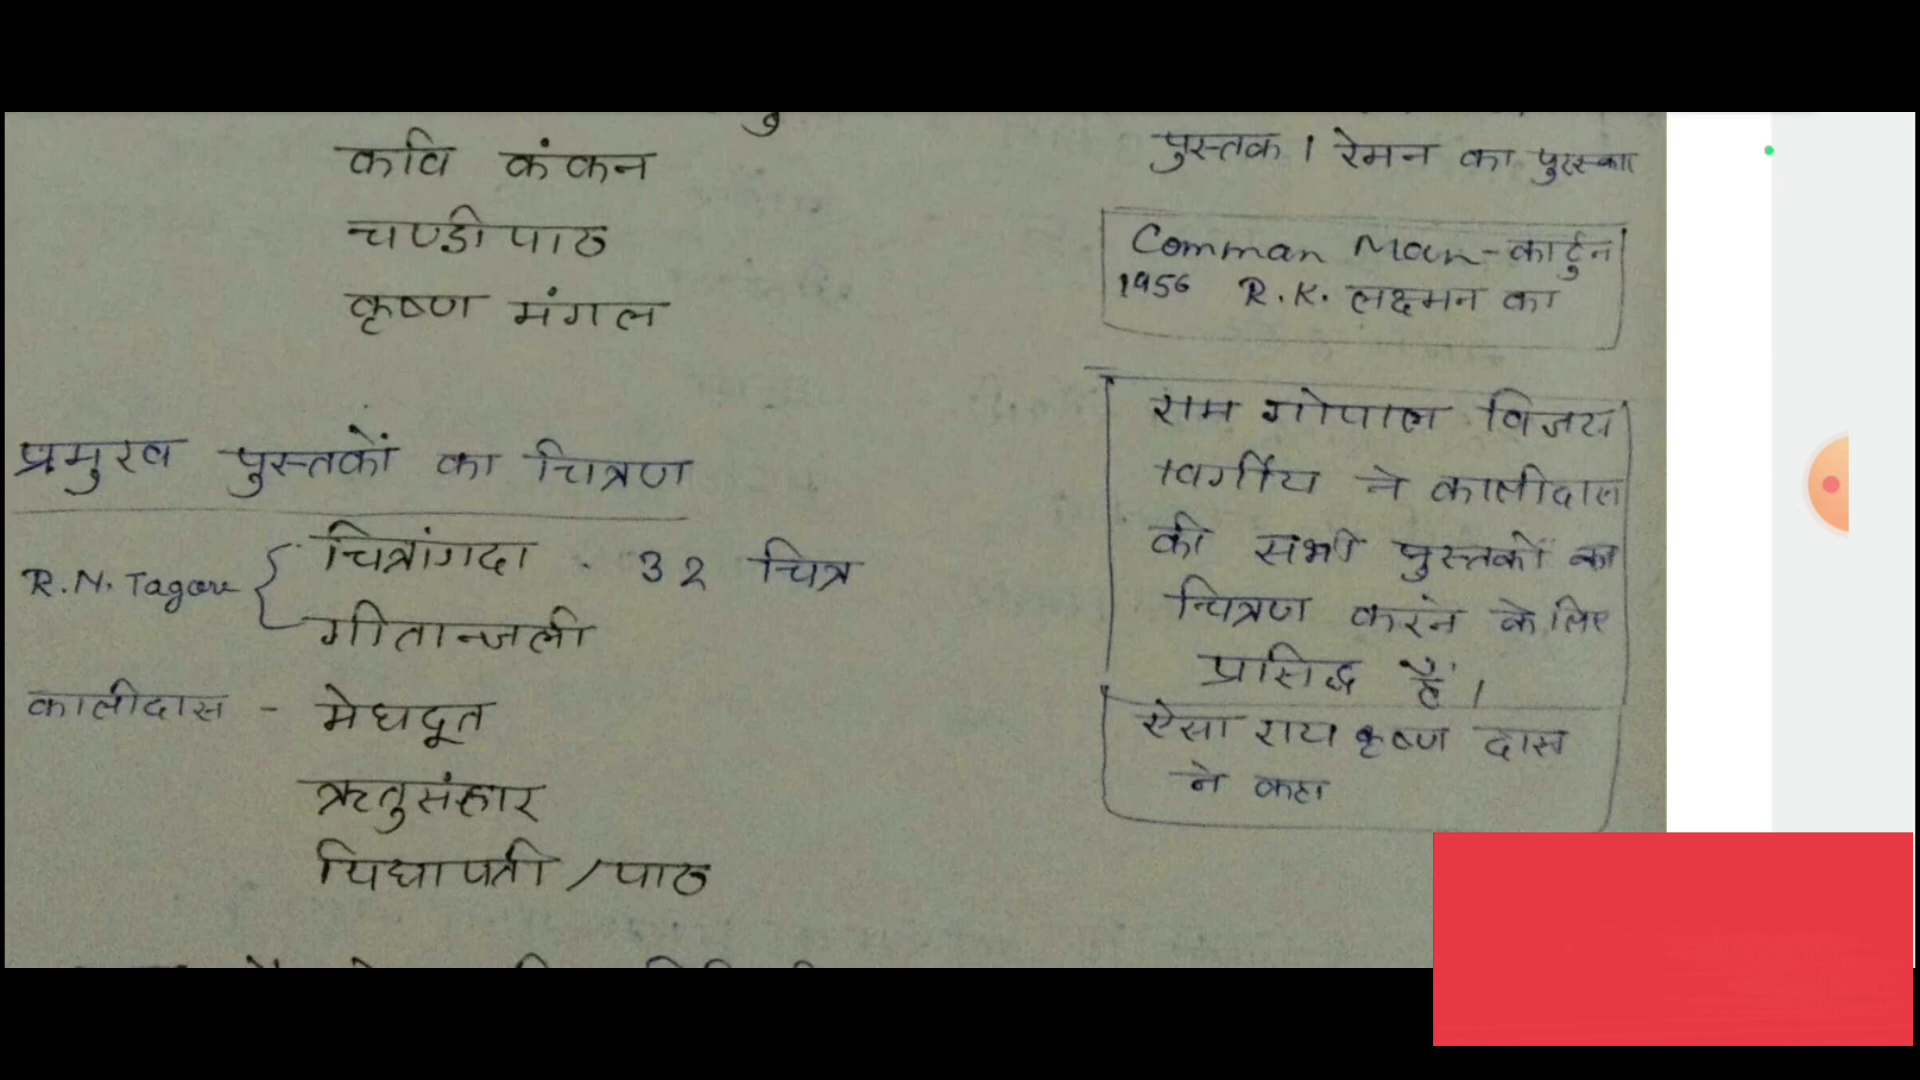 कवि कंकन
चण्डीपाठ
कृष्ण मंगल
प्रमुख पुस्तकों का चित्रण
R.N. Tagore { चित्रांगदा . 32 चित्र
गीतान्जली
कालीदास - मेघदूत
ऋतुसंहार
विद्यापती / पाठ
पुस्तक। रेमन का पुरस्कार
Comman Man - कार्टुन
1956 R.K. लक्ष्मन का
राम गोपाल विजय
वर्गीय ने कालीदास
की सभी पुस्तकों का
चित्रण करने के लिए
प्रासिद्ध हैं।
ऐसा राय कृष्ण दास
ने कहा